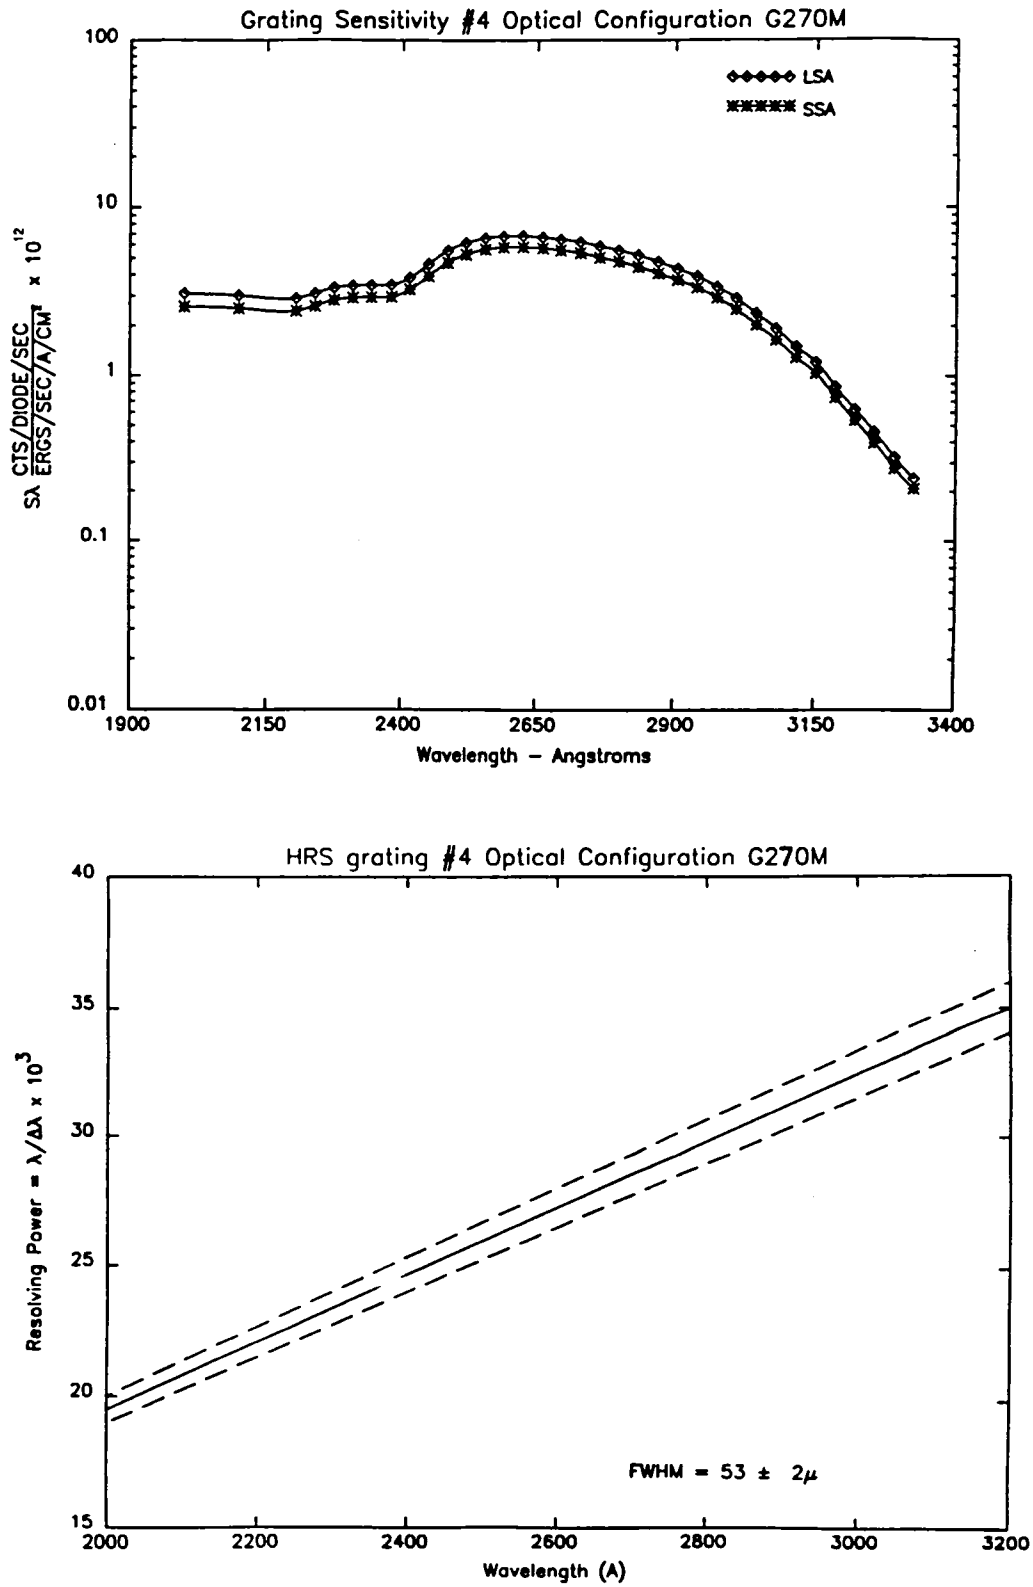 Grating Sensitivity #4 Optical Configuration G270M
100
LSA
SSA
10
1
0.1
0.01
Sλ CTS/DIODE/SEC
ERGS/SEC/A/CM² x 10¹²
1900 2150 2400 2650 2900 3150 3400
Wavelength – Angstroms
HRS grating #4 Optical Configuration G270M
40
35
30
25
20
15
Resolving Power = λ/Δλ x 10³
FWHM = 53 ± 2μ
2000 2200 2400 2600 2800 3000 3200
Wavelength (A)